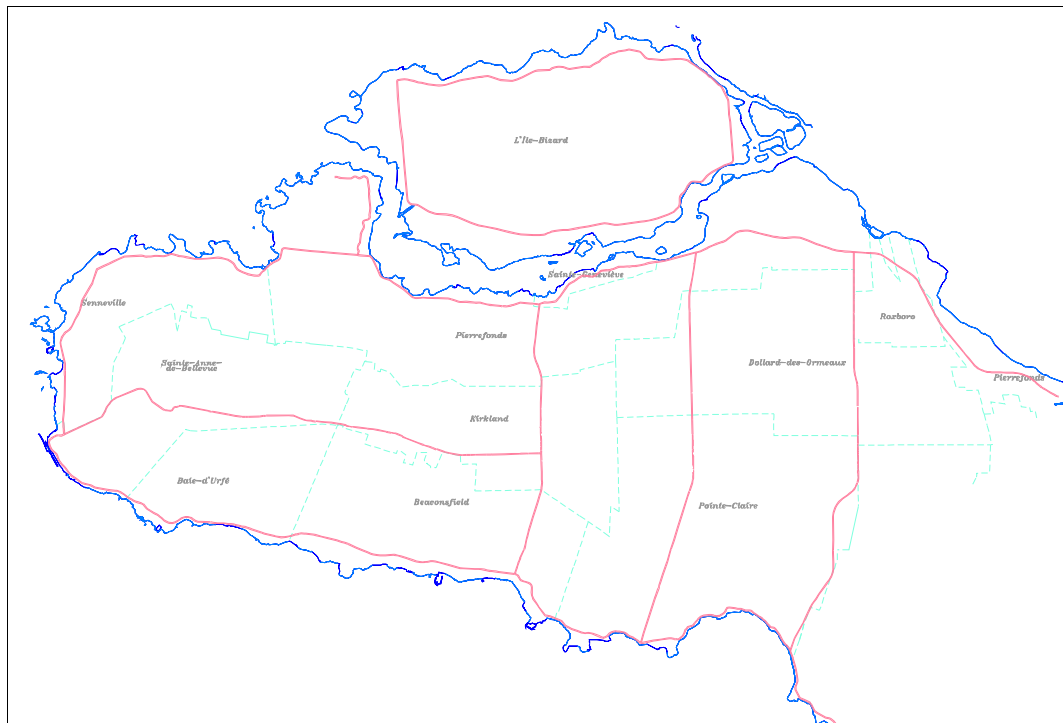 L'Île-Bizard
Sainte-Geneviève
Senneville
Roxboro
Pierrefonds
Sainte-Anne-
de-Bellevue
Dollard-des-Ormeaux
Pierrefonds
Kirkland
Baie-d'Urfé
Beaconsfield
Pointe-Claire